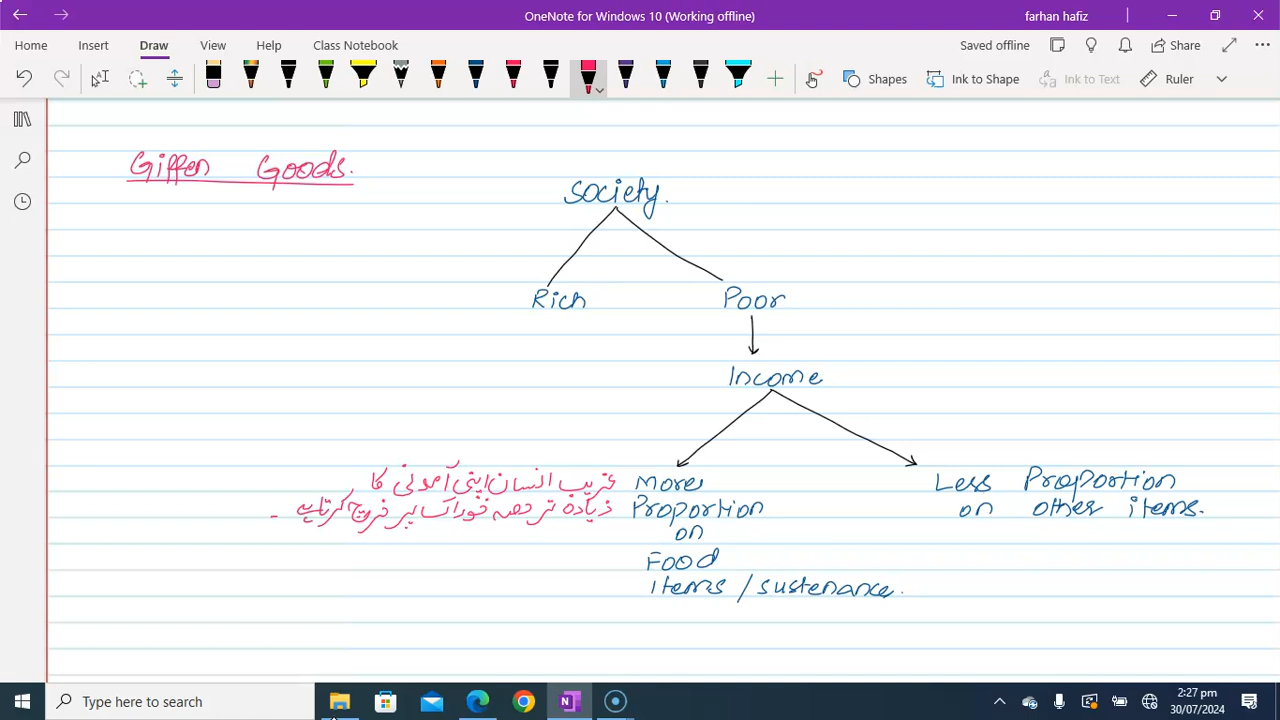 OneNote for Windows 10 (Working offline)
farhan hafiz
Home Insert Draw View Help Class Notebook
Saved offline
Share
Shapes
Ink to Shape
Ink to Text
Ruler
Giffen Goods.
Society.
Rich
Poor
Income
غریب انسان اپنی آمدنی کا
زیادہ تر حصہ خوراک پر خرچ کرتا ہے ۔
More
Proportion
on
Food
items / sustenance.
Less Proportion
on other items.
Type here to search
2:27 pm
30/07/2024